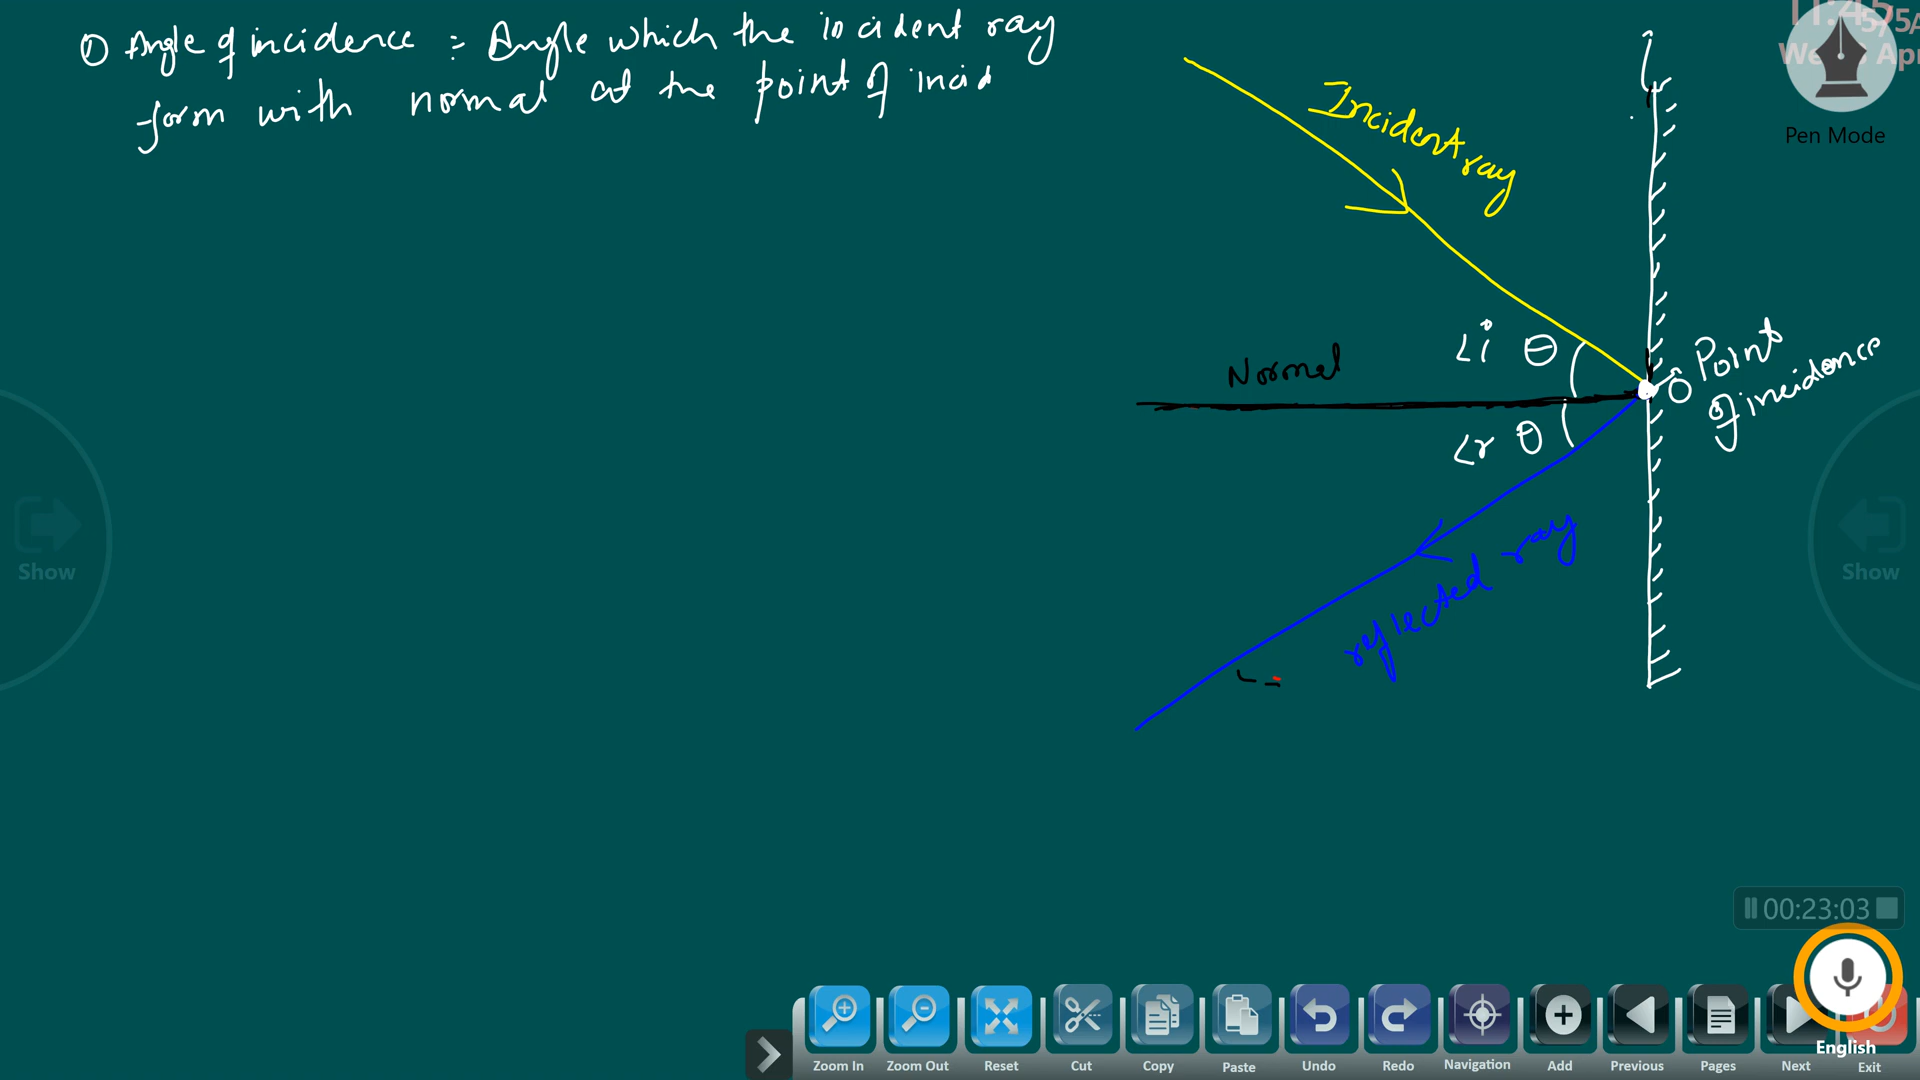 ① Angle of incidence := Angle which the incident ray
form with normal at the point of incid
Incident ray
Pen Mode
∠i θ
Normal
O Point
of incidence
∠r θ
reflected ray
Show
Show
00:23:03
Zoom In Zoom Out Reset Cut Copy Paste Undo Redo Navigation Add Previous Pages Next Exit
English